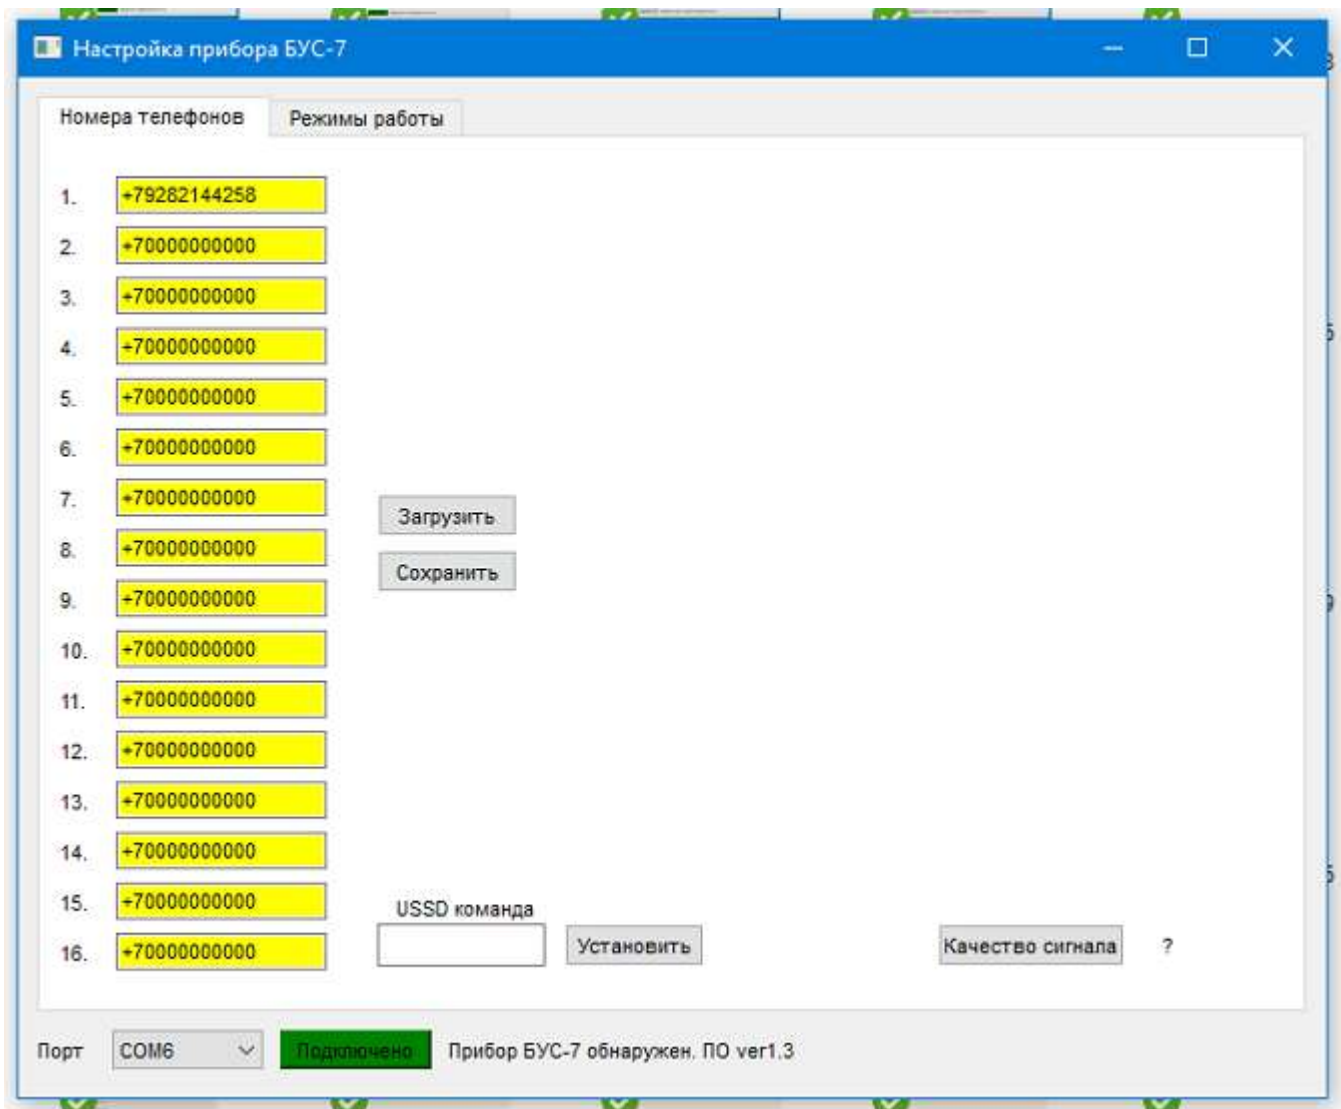 Настройка прибора БУС-7
Номера телефонов
Режимы работы
1. +79282144258
2. +70000000000
3. +70000000000
4. +70000000000
5. +70000000000
6. +70000000000
7. +70000000000
8. +70000000000
9. +70000000000
10. +70000000000
11. +70000000000
12. +70000000000
13. +70000000000
14. +70000000000
15. +70000000000
16. +70000000000
Загрузить
Сохранить
USSD команда
Установить
Качество сигнала ?
Порт COM6 Подключено Прибор БУС-7 обнаружен. ПО ver1.3